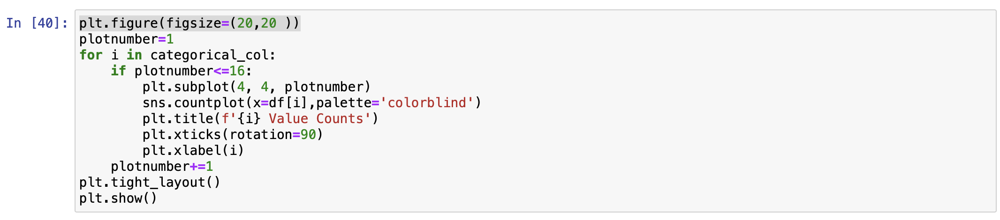 In [40]: plt.figure(figsize=(20,20 ))
plotnumber=1
for i in categorical_col:
    if plotnumber<=16:
        plt.subplot(4, 4, plotnumber)
        sns.countplot(x=df[i],palette='colorblind')
        plt.title(f'{i} Value Counts')
        plt.xticks(rotation=90)
        plt.xlabel(i)
    plotnumber+=1
plt.tight_layout()
plt.show()